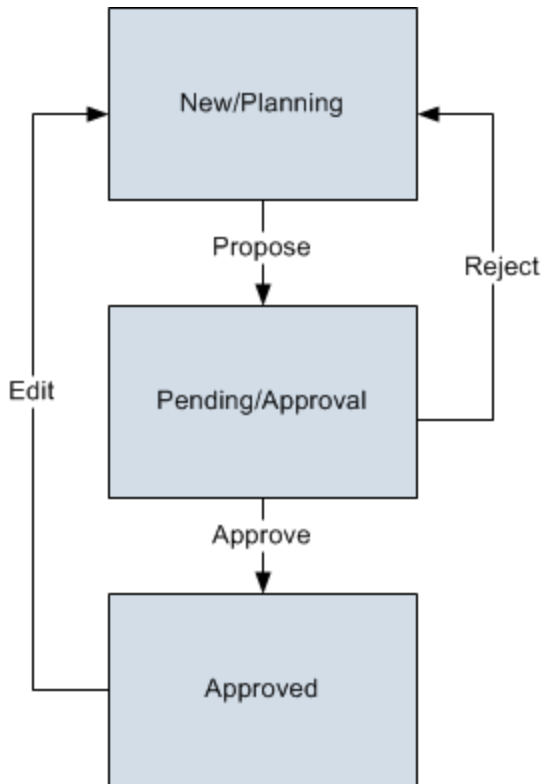 New/Planning
Propose
Reject
Edit
Pending/Approval
Approve
Approved